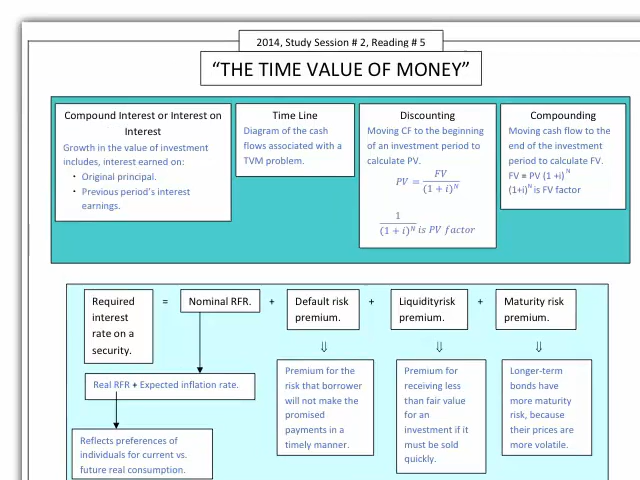 2014, Study Session # 2, Reading # 5
“THE TIME VALUE OF MONEY”
Compound Interest or Interest on
Interest
Growth in the value of investment
includes, interest earned on:
• Original principal.
• Previous period’s interest
earnings.
Time Line
Diagram of the cash
flows associated with a
TVM problem.
Discounting
Moving CF to the beginning
of an investment period to
calculate PV.
PV = FV / (1 + i)^N
1 / (1 + i)^N is PV factor
Compounding
Moving cash flow to the
end of the investment
period to calculate FV.
FV = PV (1 +i)^N
(1+i)^N is FV factor
Required
interest
rate on a
security.
=
Nominal RFR.
+
Default risk
premium.
+
Liquidityrisk
premium.
+
Maturity risk
premium.
⇓
⇓
⇓
Real RFR + Expected inflation rate.
Reflects preferences of
individuals for current vs.
future real consumption.
Premium for the
risk that borrower
will not make the
promised
payments in a
timely manner.
Premium for
receiving less
than fair value
for an
investment if it
must be sold
quickly.
Longer-term
bonds have
more maturity
risk, because
their prices are
more volatile.